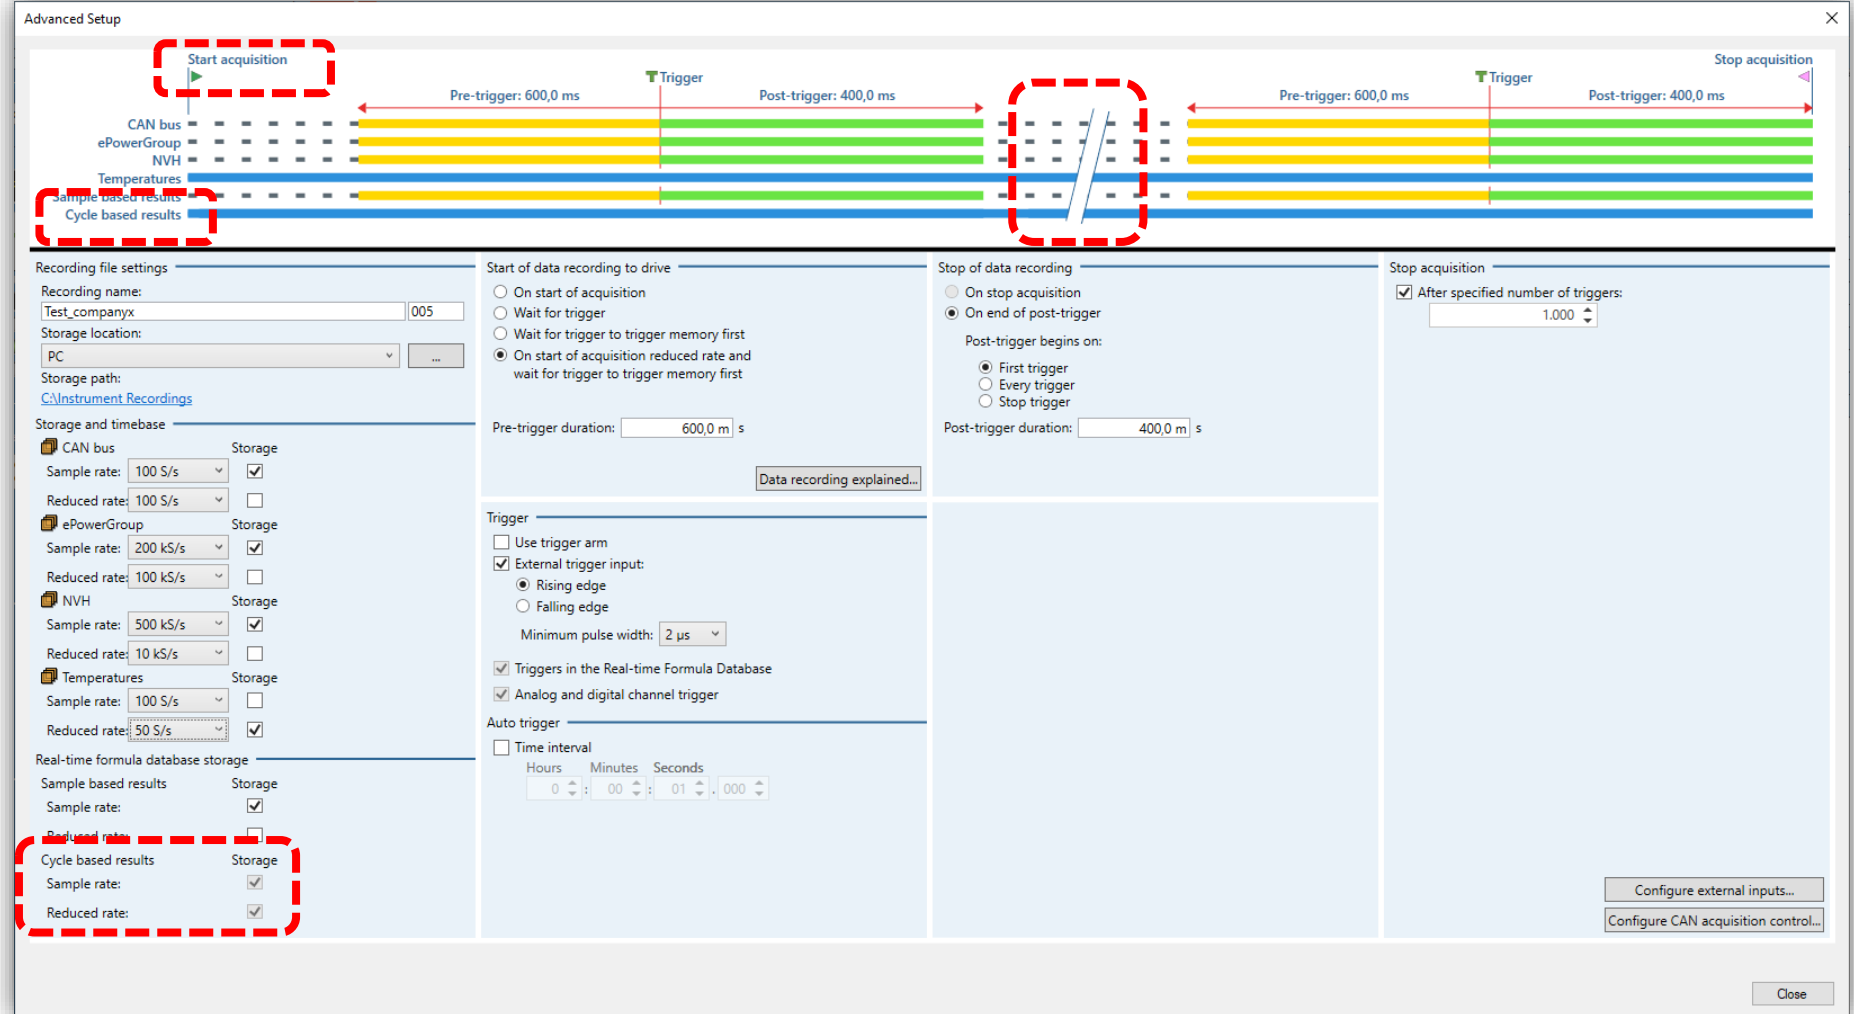 Advanced Setup
Start acquisition
Stop acquisition
Trigger
Trigger
Pre-trigger: 600,0 ms
Post-trigger: 400,0 ms
Pre-trigger: 600,0 ms
Post-trigger: 400,0 ms
CAN bus
ePowerGroup
NVH
Temperatures
Sample based results
Cycle based results
Recording file settings
Recording name:
Test_companyx
005
Storage location:
PC
...
Storage path:
C:\Instrument Recordings
Storage and timebase
CAN bus
Storage
Sample rate:
100 S/s
Reduced rate:
100 S/s
ePowerGroup
Storage
Sample rate:
200 kS/s
Reduced rate:
100 kS/s
NVH
Storage
Sample rate:
500 kS/s
Reduced rate:
10 kS/s
Temperatures
Storage
Sample rate:
100 S/s
Reduced rate:
50 S/s
Real-time formula database storage
Sample based results
Storage
Sample rate:
Reduced rate:
Cycle based results
Storage
Sample rate:
Reduced rate:
Start of data recording to drive
On start of acquisition
Wait for trigger
Wait for trigger to trigger memory first
On start of acquisition reduced rate and
wait for trigger to trigger memory first
Pre-trigger duration:
600,0 m
s
Data recording explained...
Trigger
Use trigger arm
External trigger input:
Rising edge
Falling edge
Minimum pulse width:
2 µs
Triggers in the Real-time Formula Database
Analog and digital channel trigger
Auto trigger
Time interval
Hours
Minutes
Seconds
0 : 00 : 01 . 000
Stop of data recording
On stop acquisition
On end of post-trigger
Post-trigger begins on:
First trigger
Every trigger
Stop trigger
Post-trigger duration:
400,0 m
s
Stop acquisition
After specified number of triggers:
1.000
Configure external inputs...
Configure CAN acquisition control...
Close